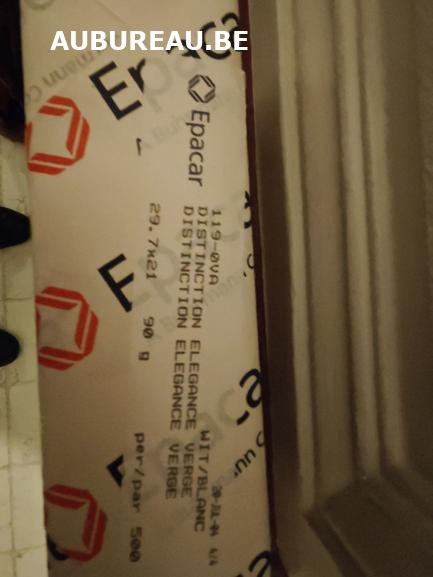 AUBUREAU.BE
Epacar
119-0VA WIT/BLANC
DISTINCTION ELEGANCE VERGE
DISTINCTION ELEGANCE VERGE
29.7x21 90 g per/par 500